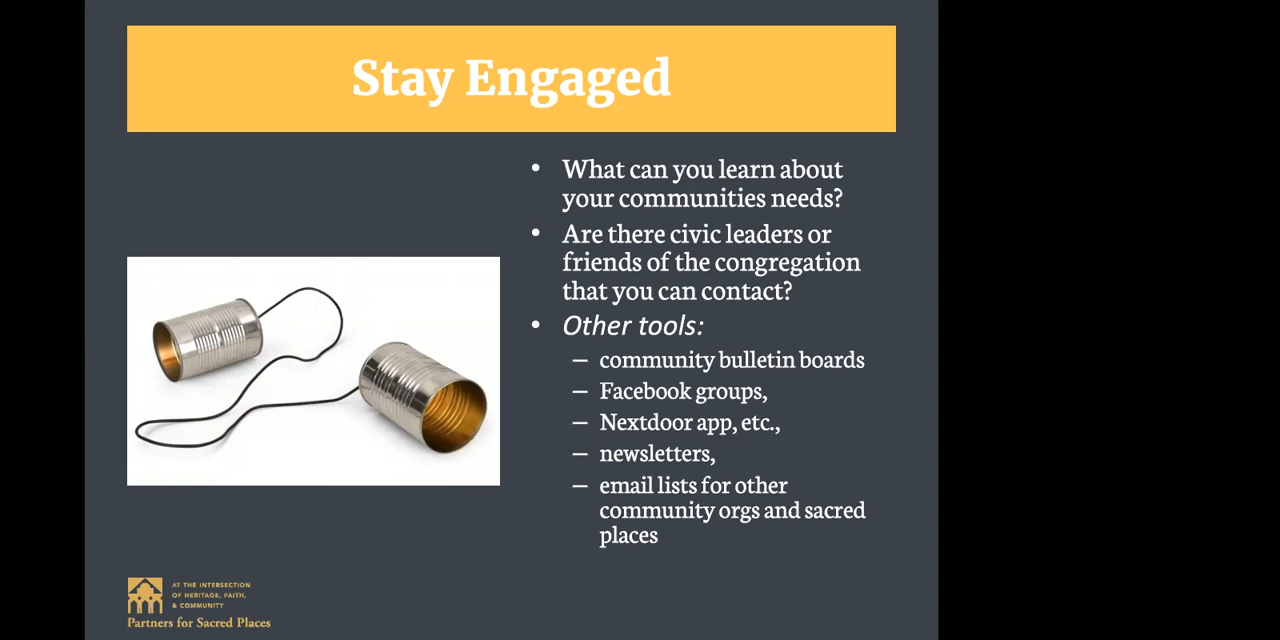 Stay Engaged
• What can you learn about
your communities needs?
• Are there civic leaders or
friends of the congregation
that you can contact?
• Other tools:
– community bulletin boards
– Facebook groups,
– Nextdoor app, etc.,
– newsletters,
– email lists for other
community orgs and sacred
places
AT THE INTERSECTION
OF HERITAGE, FAITH,
& COMMUNITY
Partners for Sacred Places